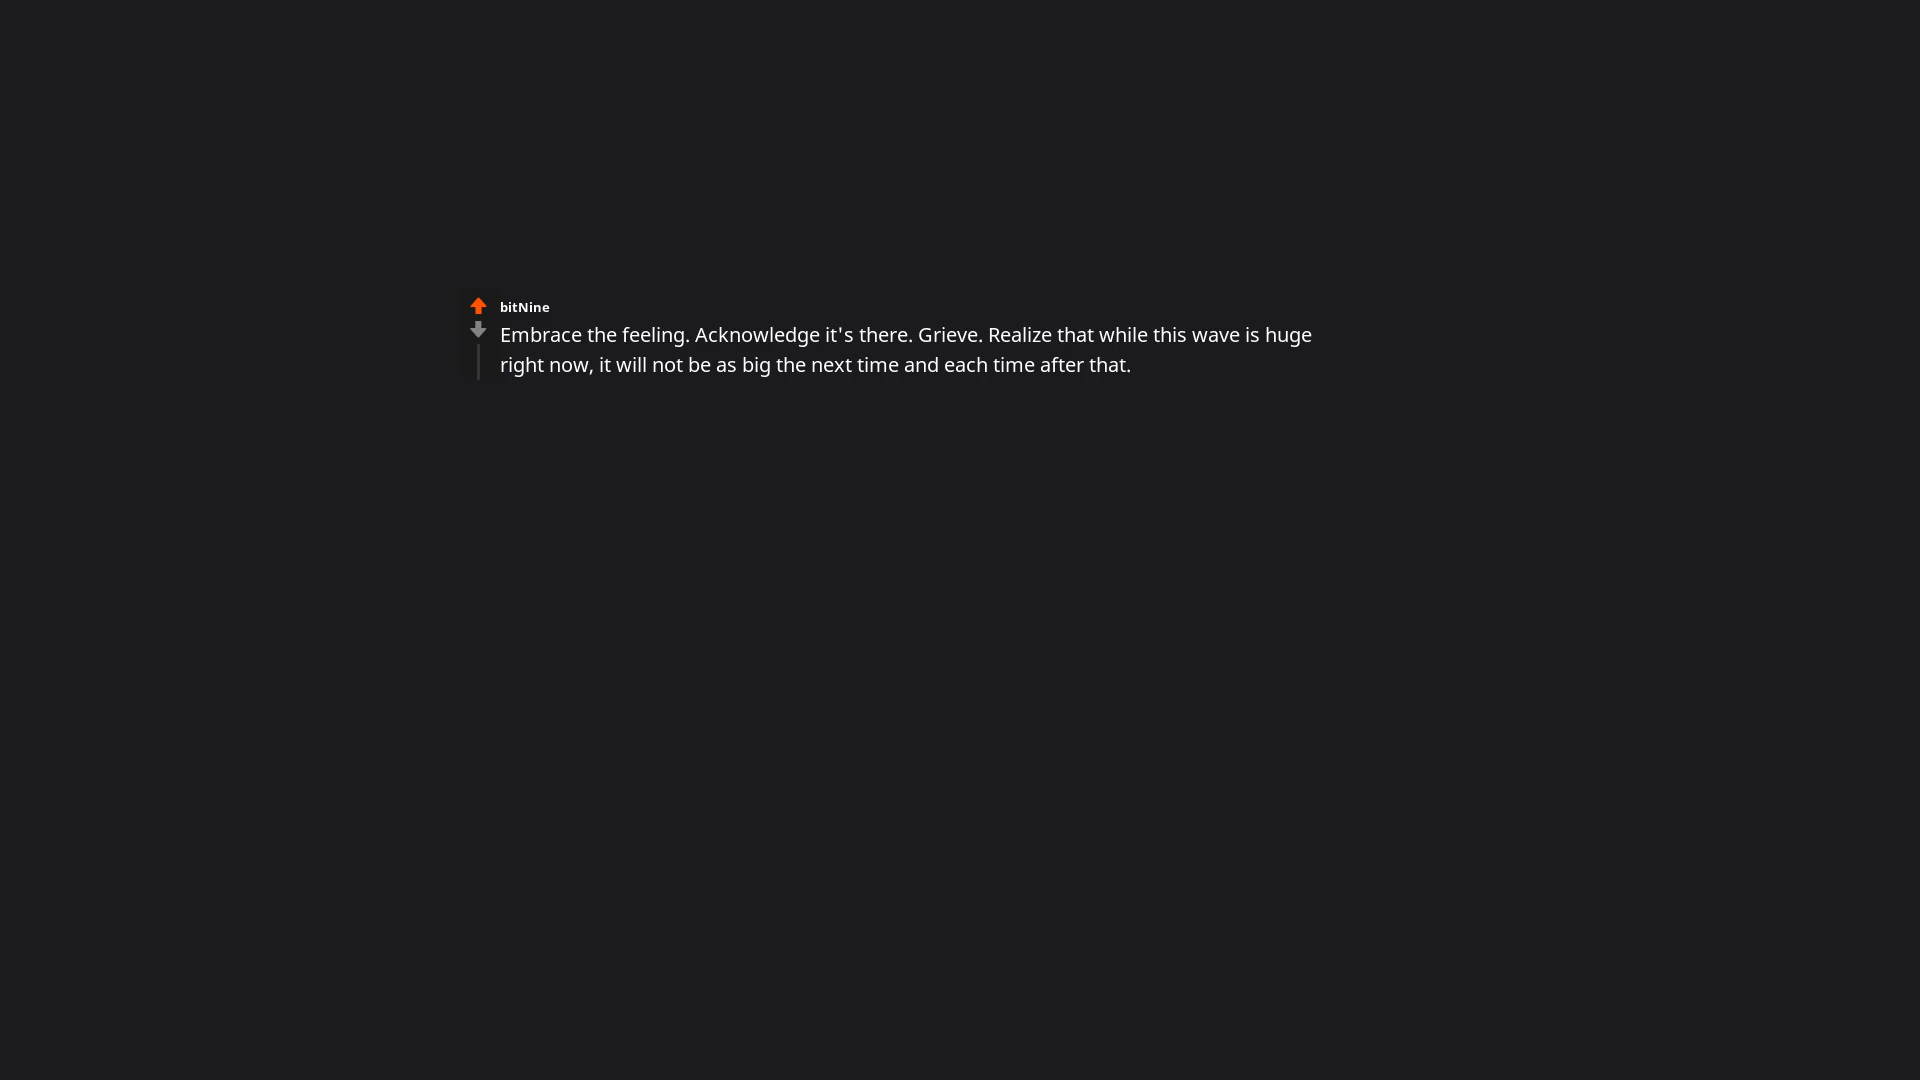 bitNine
Embrace the feeling. Acknowledge it's there. Grieve. Realize that while this wave is huge
right now, it will not be as big the next time and each time after that.